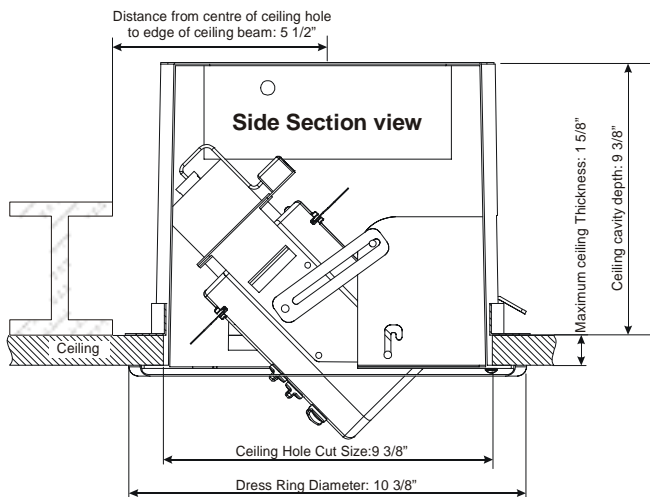 Distance from centre of ceiling hole
to edge of ceiling beam: 5 1/2”
Side Section view
Maximum ceiling Thickness: 1 5/8”
Ceiling cavity depth: 9 3/8”
Ceiling
Ceiling Hole Cut Size:9 3/8”
Dress Ring Diameter: 10 3/8”